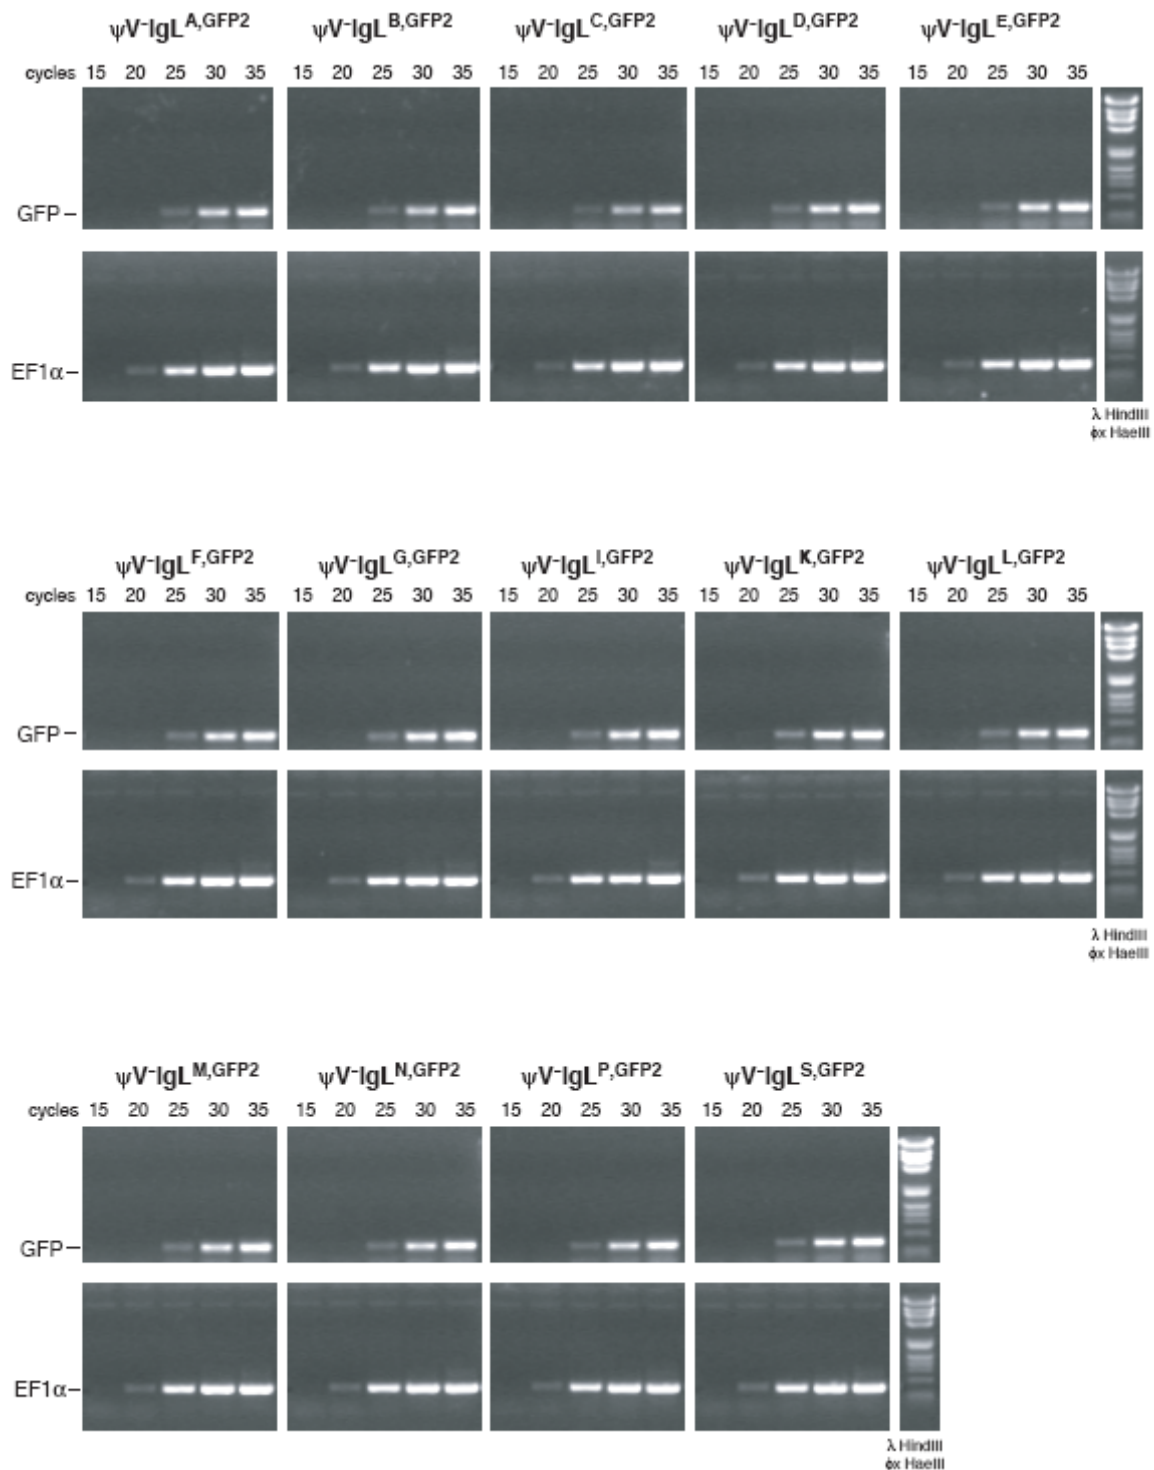 ψV⁻IgL^A,GFP2 ψV⁻IgL^B,GFP2 ψV⁻IgL^C,GFP2 ψV⁻IgL^D,GFP2 ψV⁻IgL^E,GFP2
cycles 15 20 25 30 35 15 20 25 30 35 15 20 25 30 35 15 20 25 30 35 15 20 25 30 35
GFP –
EF1α–
λ HindIII
ϕx HaeIII
ψV⁻IgL^F,GFP2 ψV⁻IgL^G,GFP2 ψV⁻IgL^I,GFP2 ψV⁻IgL^K,GFP2 ψV⁻IgL^L,GFP2
cycles 15 20 25 30 35 15 20 25 30 35 15 20 25 30 35 15 20 25 30 35 15 20 25 30 35
GFP –
EF1α–
λ HindIII
ϕx HaeIII
ψV⁻IgL^M,GFP2 ψV⁻IgL^N,GFP2 ψV⁻IgL^P,GFP2 ψV⁻IgL^S,GFP2
cycles 15 20 25 30 35 15 20 25 30 35 15 20 25 30 35 15 20 25 30 35
GFP –
EF1α–
λ HindIII
ϕx HaeIII